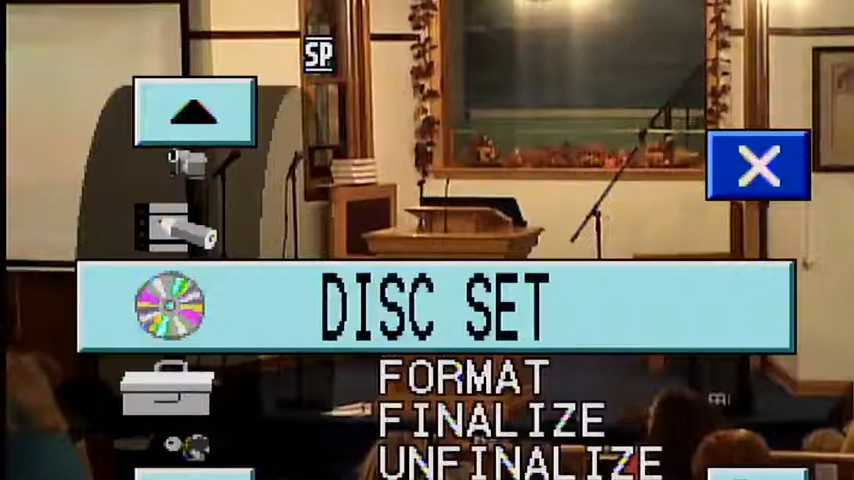 SP
DISC SET
FORMAT
FINALIZE
UNFINALIZE